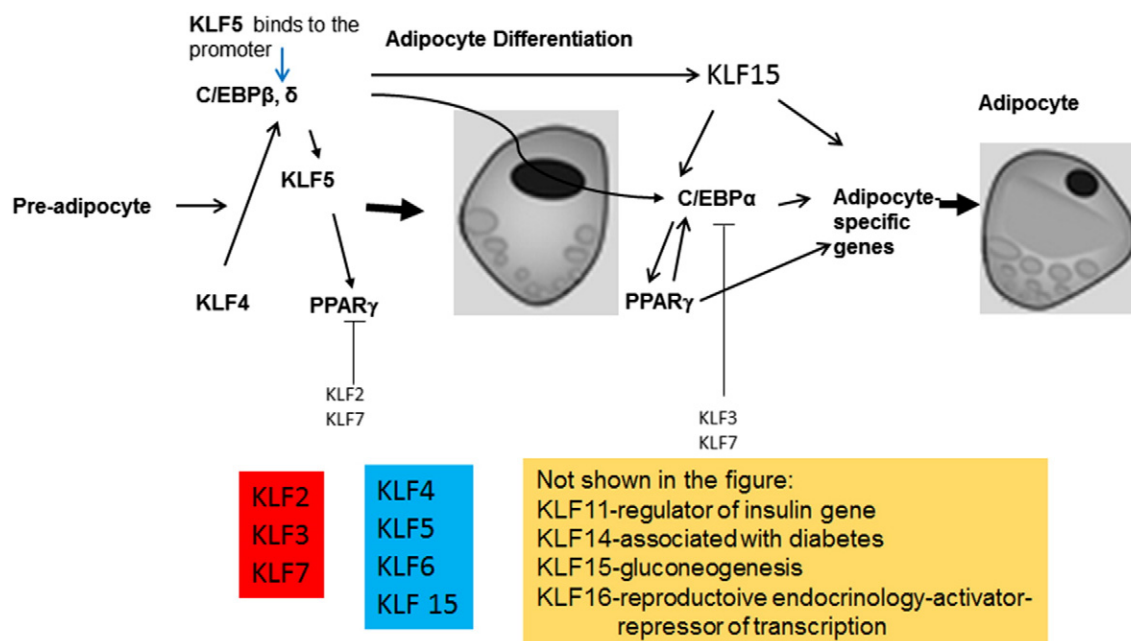 KLF5 binds to the
promoter
Adipocyte Differentiation
C/EBPβ, δ
KLF15
Adipocyte
KLF5
Pre-adipocyte
C/EBPα
Adipocyte-
specific
genes
KLF4
PPARγ
PPARγ
KLF2
KLF7
KLF3
KLF7
KLF2
KLF3
KLF7
KLF4
KLF5
KLF6
KLF 15
Not shown in the figure:
KLF11-regulator of insulin gene
KLF14-associated with diabetes
KLF15-gluconeogenesis
KLF16-reproductoive endocrinology-activator-
repressor of transcription